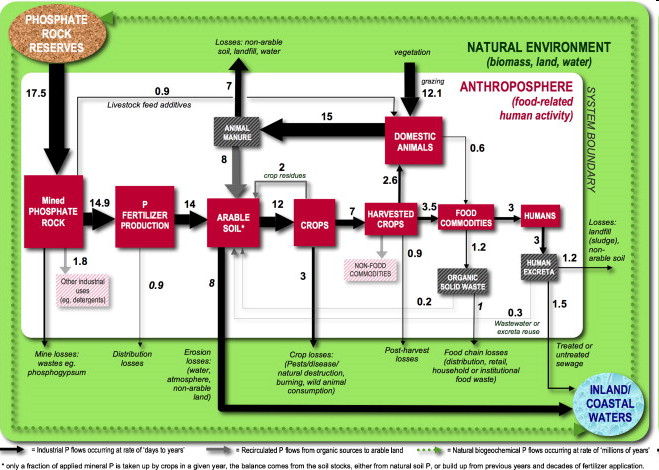 PHOSPHATE
ROCK
RESERVES
Losses: non-arable
soil, landfill, water
vegetation
NATURAL ENVIRONMENT
(biomass, land, water)
17.5
0.9
Livestock feed additives
7
grazing
12.1
ANTHROPOSPHERE
(food-related
human activity)
SYSTEM BOUNDARY
ANIMAL
MANURE
15
DOMESTIC
ANIMALS
8
2
crop residues
2.6
0.6
Mined
PHOSPHATE
ROCK
14.9
P
FERTILIZER
PRODUCTION
14
ARABLE
SOIL*
12
CROPS
7
HARVESTED
CROPS
3.5
FOOD
COMMODITIES
3
HUMANS
Losses:
landfill
(sludge),
non-
arable soil
1.8
Other industrial
uses
(eg. detergents)
0.9
8
3
NON-FOOD
COMMODITIES
0.9
1.2
ORGANIC
SOLID WASTE
3
HUMAN
EXCRETA
1.2
0.2
1
0.3
Wastewater or
excreta reuse
1.5
Mine losses:
wastes eg.
phosphogypsum
Distribution
losses
Erosion
losses:
(water,
atmosphere,
non-arable
land)
Crop losses:
(Pests/disease/
natural destruction,
burning, wild animal
consumption)
Post-harvest
losses
Food chain losses
(distribution, retail,
household or institutional
food waste)
Treated or
untreated
sewage
INLAND/
COASTAL
WATERS
= Industrial P flows occurring at rate of 'days to years'
= Recirculated P flows from organic sources to arable land
= Natural biogeochemical P flows occurring at rate of 'millions of years'
* only a fraction of applied mineral P is taken up by crops in a given year, the balance comes from the soil stocks, either from natural soil P, or build up from previous years and decades of fertilizer application.